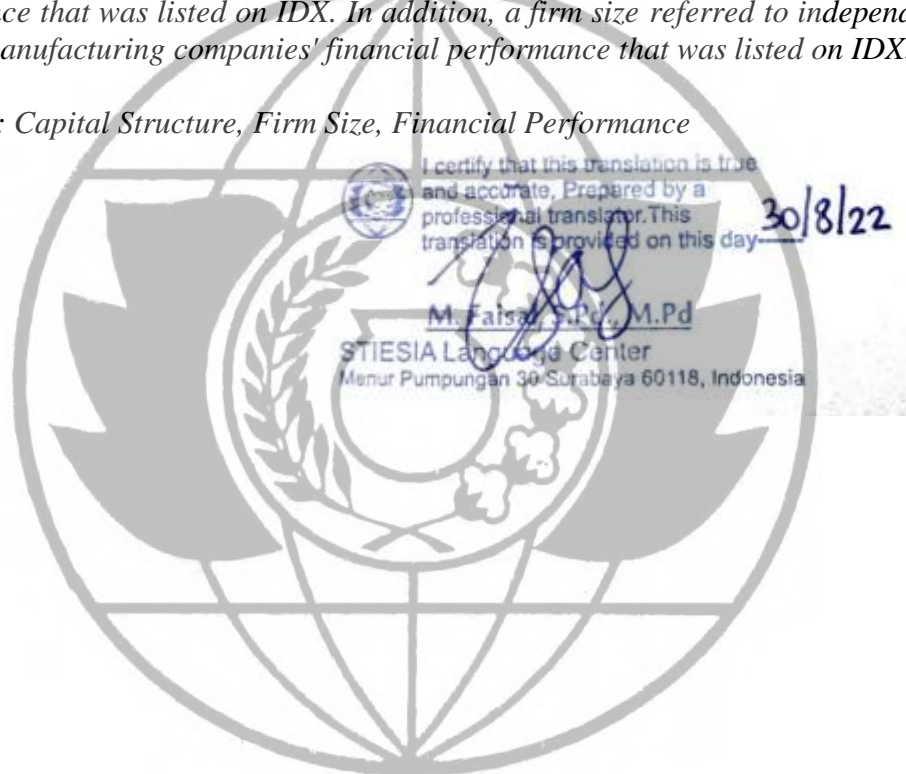 nce that was listed on IDX. In addition, a firm size referred to independ
anufacturing companies' financial performance that was listed on IDX.
: Capital Structure, Firm Size, Financial Performance
I certify that this translation is true
and accurate, Prepared by a
professional translator. This
translation is provided on this day 30/8/22
M. Faisal, S.Pd., M.Pd
STIESIA Language Center
Menur Pumpungan 30 Surabaya 60118, Indonesia